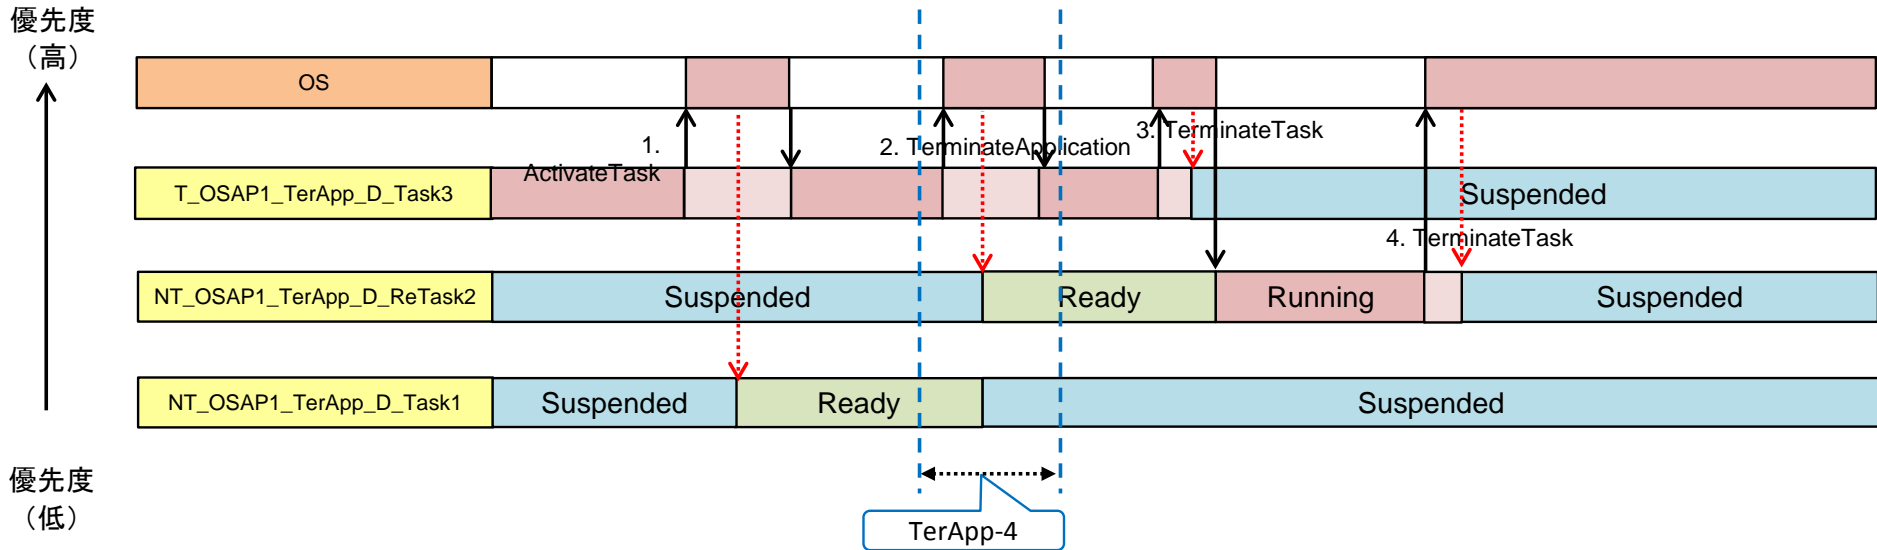 優先度
（高）
OS
1.
ActivateTask
2. TerminateApplication
3. TerminateTask
T_OSAP1_TerApp_D_Task3
Suspended
4. TerminateTask
NT_OSAP1_TerApp_D_ReTask2
Suspended
Ready
Running
Suspended
NT_OSAP1_TerApp_D_Task1
Suspended
Ready
Suspended
優先度
（低）
TerApp-4